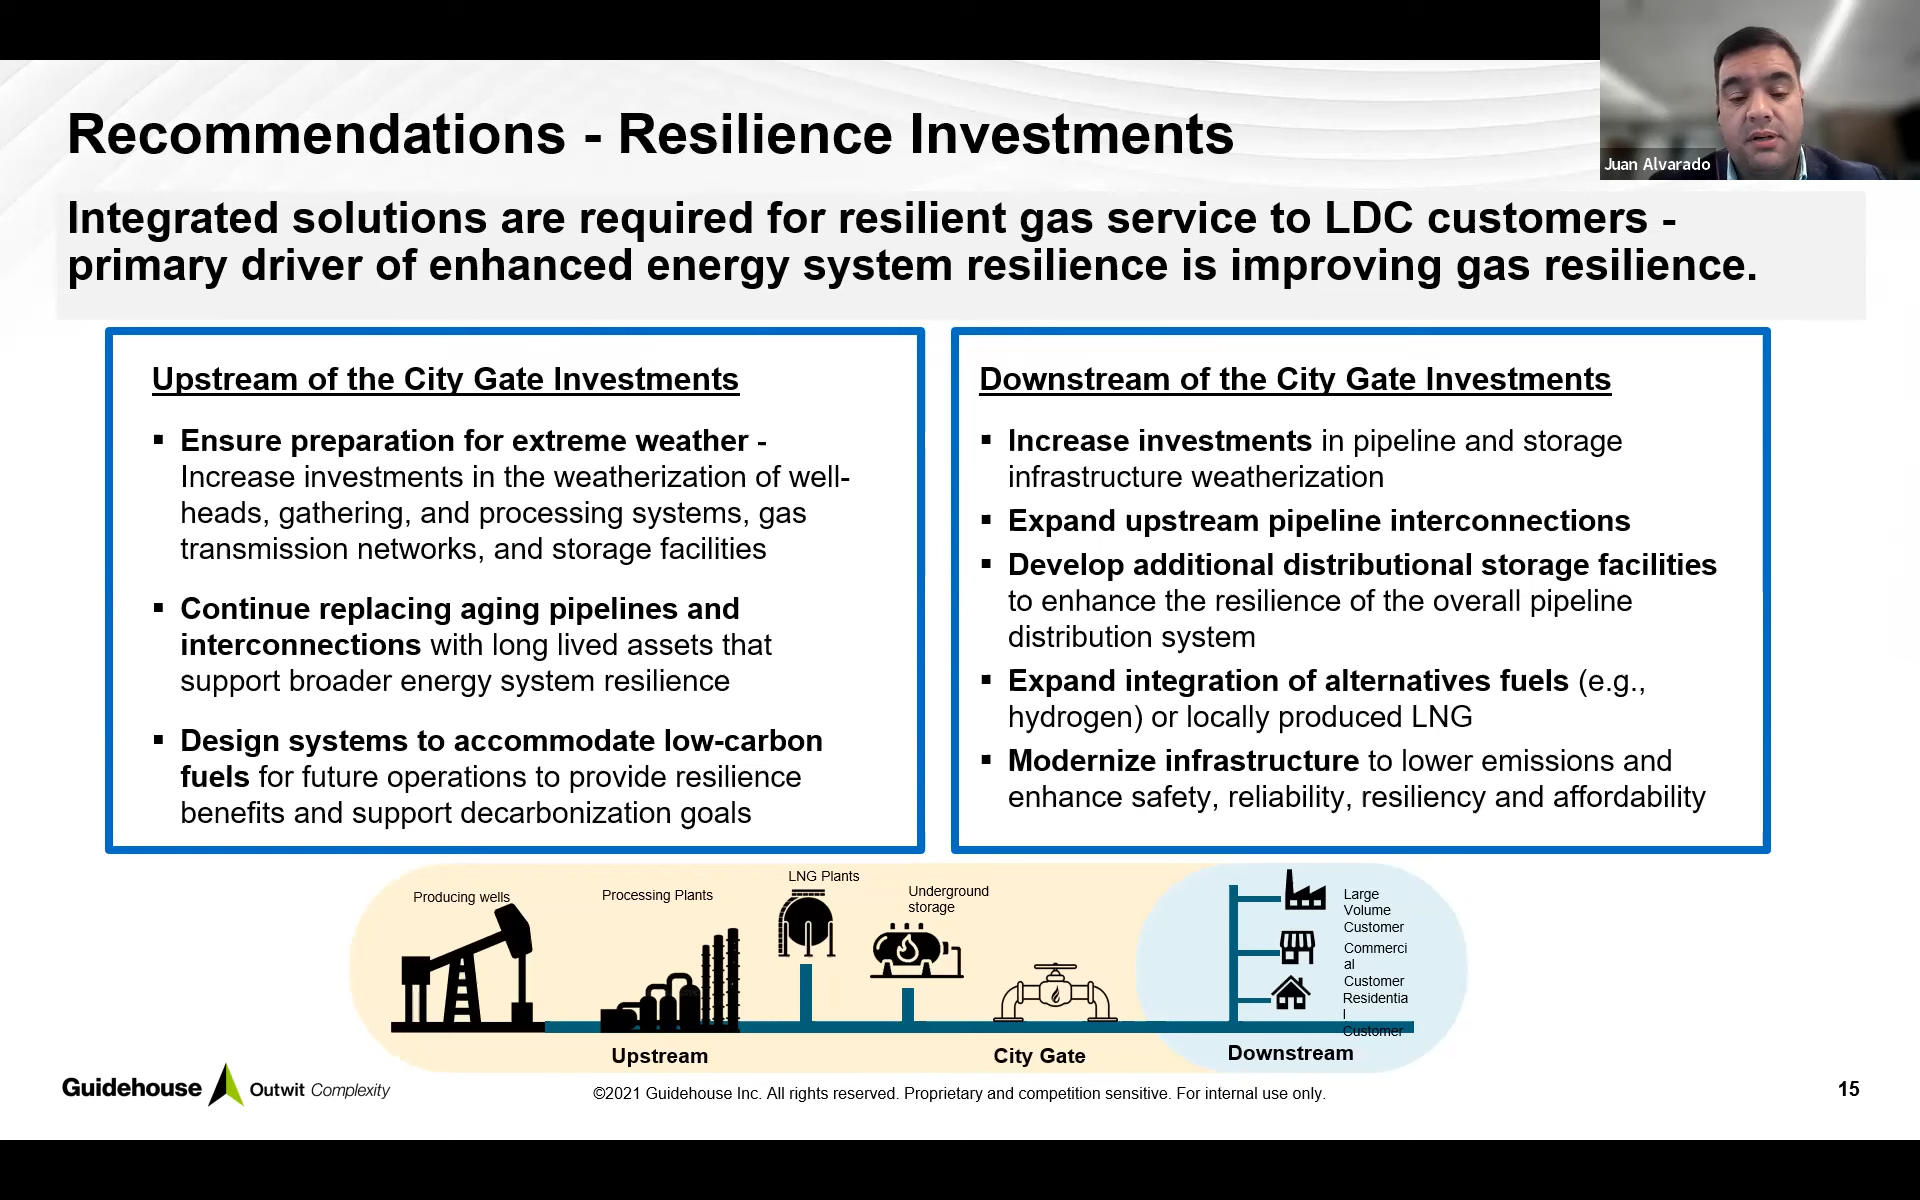 Juan Alvarado
Recommendations - Resilience Investments
Integrated solutions are required for resilient gas service to LDC customers -
primary driver of enhanced energy system resilience is improving gas resilience.
Upstream of the City Gate Investments
▪ Ensure preparation for extreme weather -
Increase investments in the weatherization of well-
heads, gathering, and processing systems, gas
transmission networks, and storage facilities
▪ Continue replacing aging pipelines and
interconnections with long lived assets that
support broader energy system resilience
▪ Design systems to accommodate low-carbon
fuels for future operations to provide resilience
benefits and support decarbonization goals
Downstream of the City Gate Investments
▪ Increase investments in pipeline and storage
infrastructure weatherization
▪ Expand upstream pipeline interconnections
▪ Develop additional distributional storage facilities
to enhance the resilience of the overall pipeline
distribution system
▪ Expand integration of alternatives fuels (e.g.,
hydrogen) or locally produced LNG
▪ Modernize infrastructure to lower emissions and
enhance safety, reliability, resiliency and affordability
Producing wells
Processing Plants
LNG Plants
Underground
storage
Large
Volume
Customer
Commerci
al
Customer
Residentia
l
Customer
Upstream
City Gate
Downstream
Guidehouse
Outwit Complexity
©2021 Guidehouse Inc. All rights reserved. Proprietary and competition sensitive. For internal use only.
15